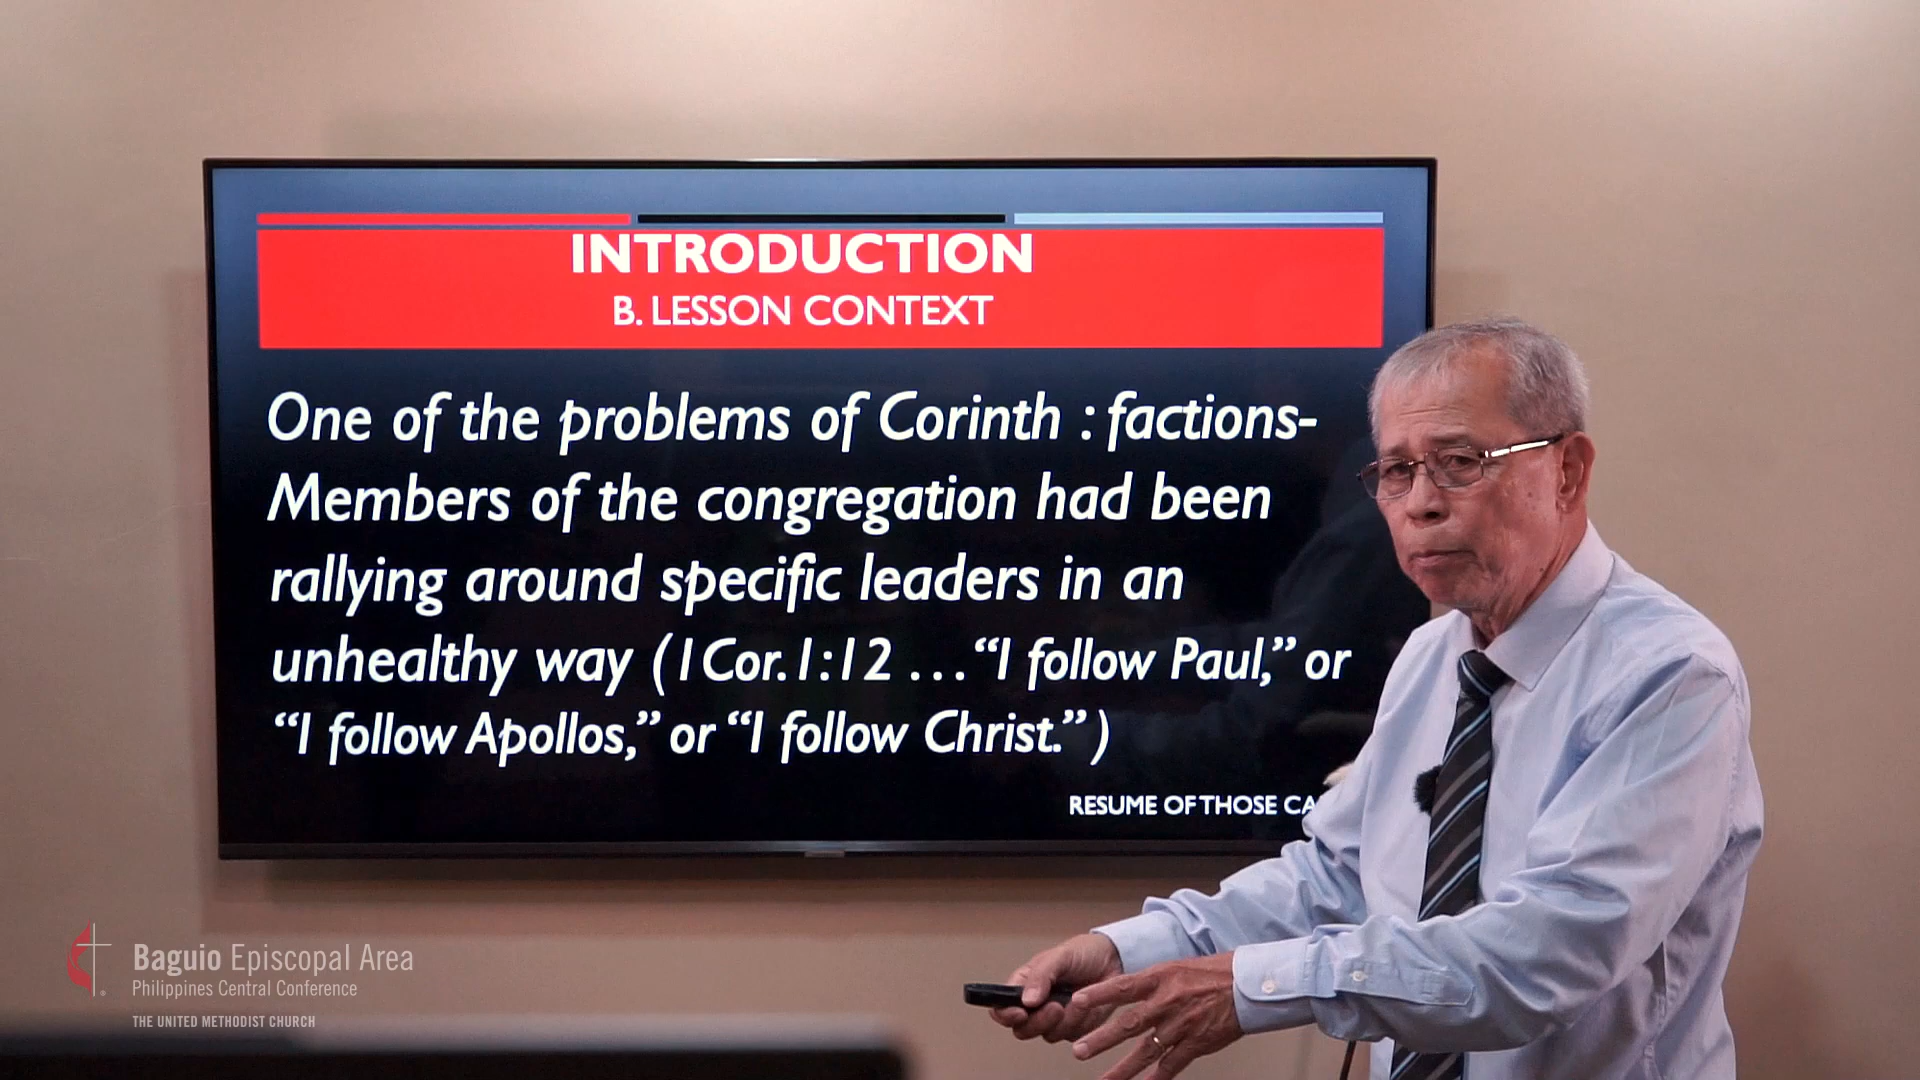 INTRODUCTION
B. LESSON CONTEXT
One of the problems of Corinth : factions-
Members of the congregation had been
rallying around specific leaders in an
unhealthy way (1Cor.1:12 …“I follow Paul,” or
“I follow Apollos,” or “I follow Christ.” )
RESUME OF THOSE
Baguio Episcopal Area
Philippines Central Conference
THE UNITED METHODIST CHURCH